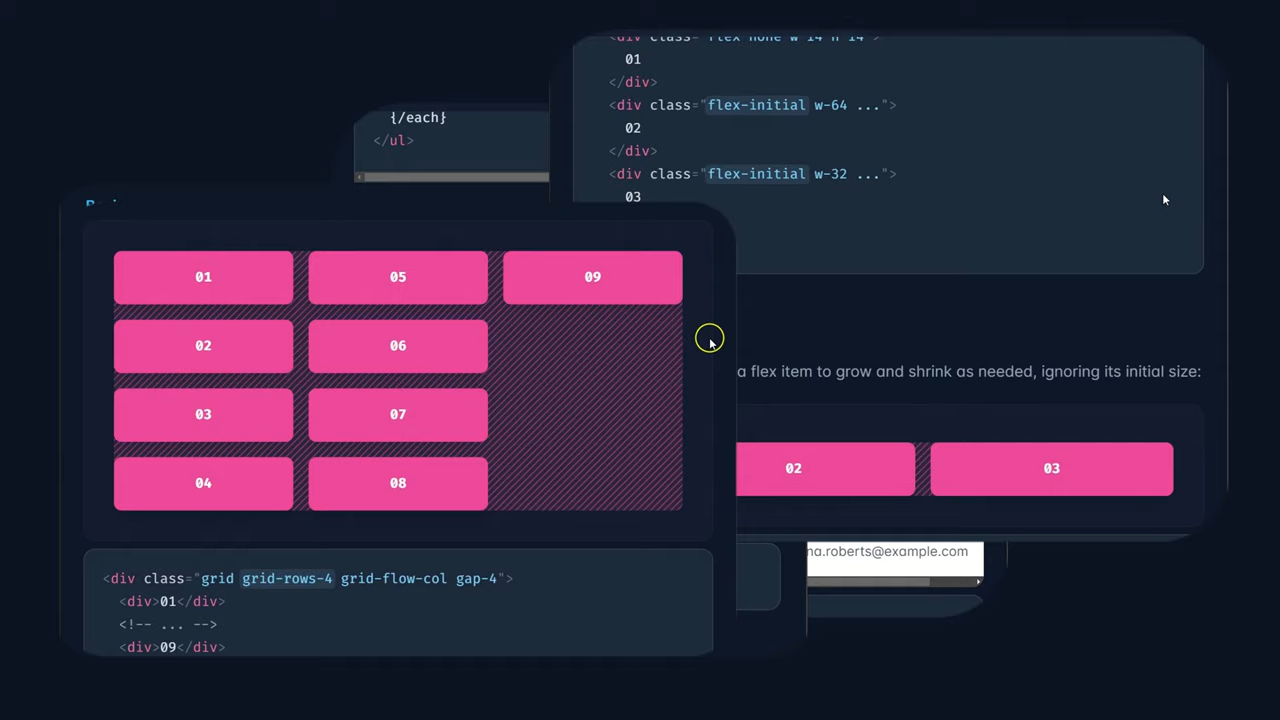 01
</div>
<div class="flex-initial w-64 ...">
02
</div>
<div class="flex-initial w-32 ...">
03
{/each}
</ul>
01 05 09
02 06
03 07
04 08
<div class="grid grid-rows-4 grid-flow-col gap-4">
<div>01</div>
<!-- ... -->
<div>09</div>
a flex item to grow and shrink as needed, ignoring its initial size:
02 03
na.roberts@example.com